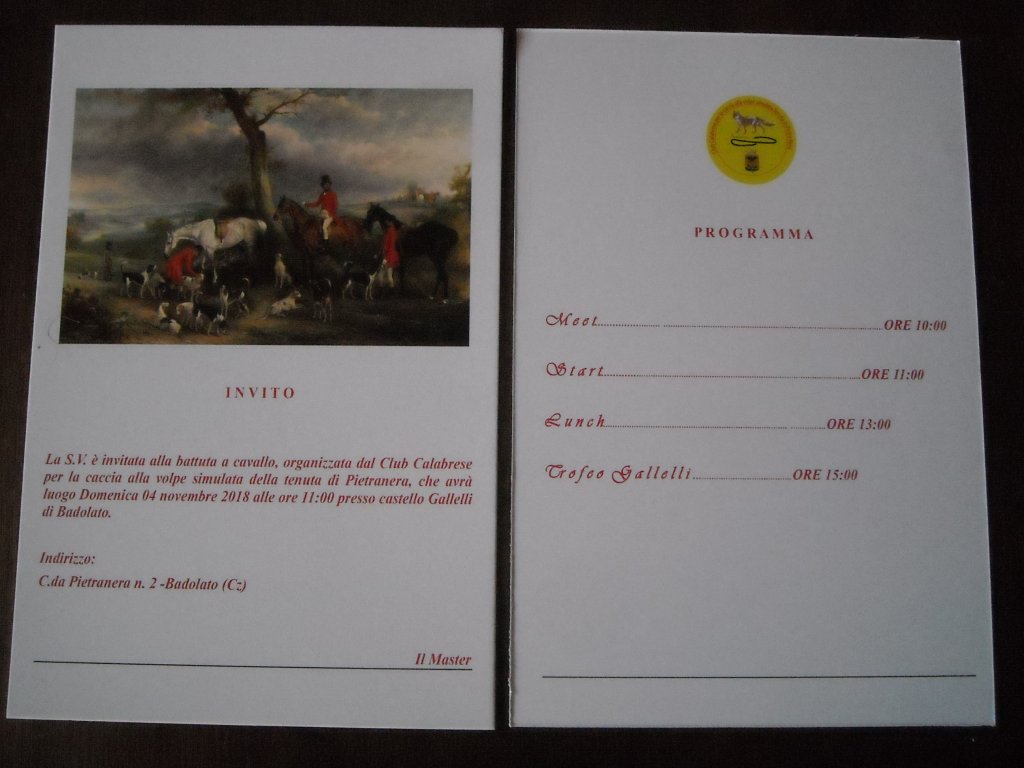 INVITO
La S.V. è invitata alla battuta a cavallo, organizzata dal Club Calabrese
per la caccia alla volpe simulata della tenuta di Pietranera, che avrà
luogo Domenica 04 novembre 2018 alle ore 11:00 presso castello Gallelli
di Badolato.
Indirizzo:
C.da Pietranera n. 2 -Badolato (Cz)
Il Master
PROGRAMMA
Meet.................................................................ORE 10:00
Start.................................................................ORE 11:00
Lunch.......................................................ORE 13:00
Trofeo Gallelli.........................ORE 15:00